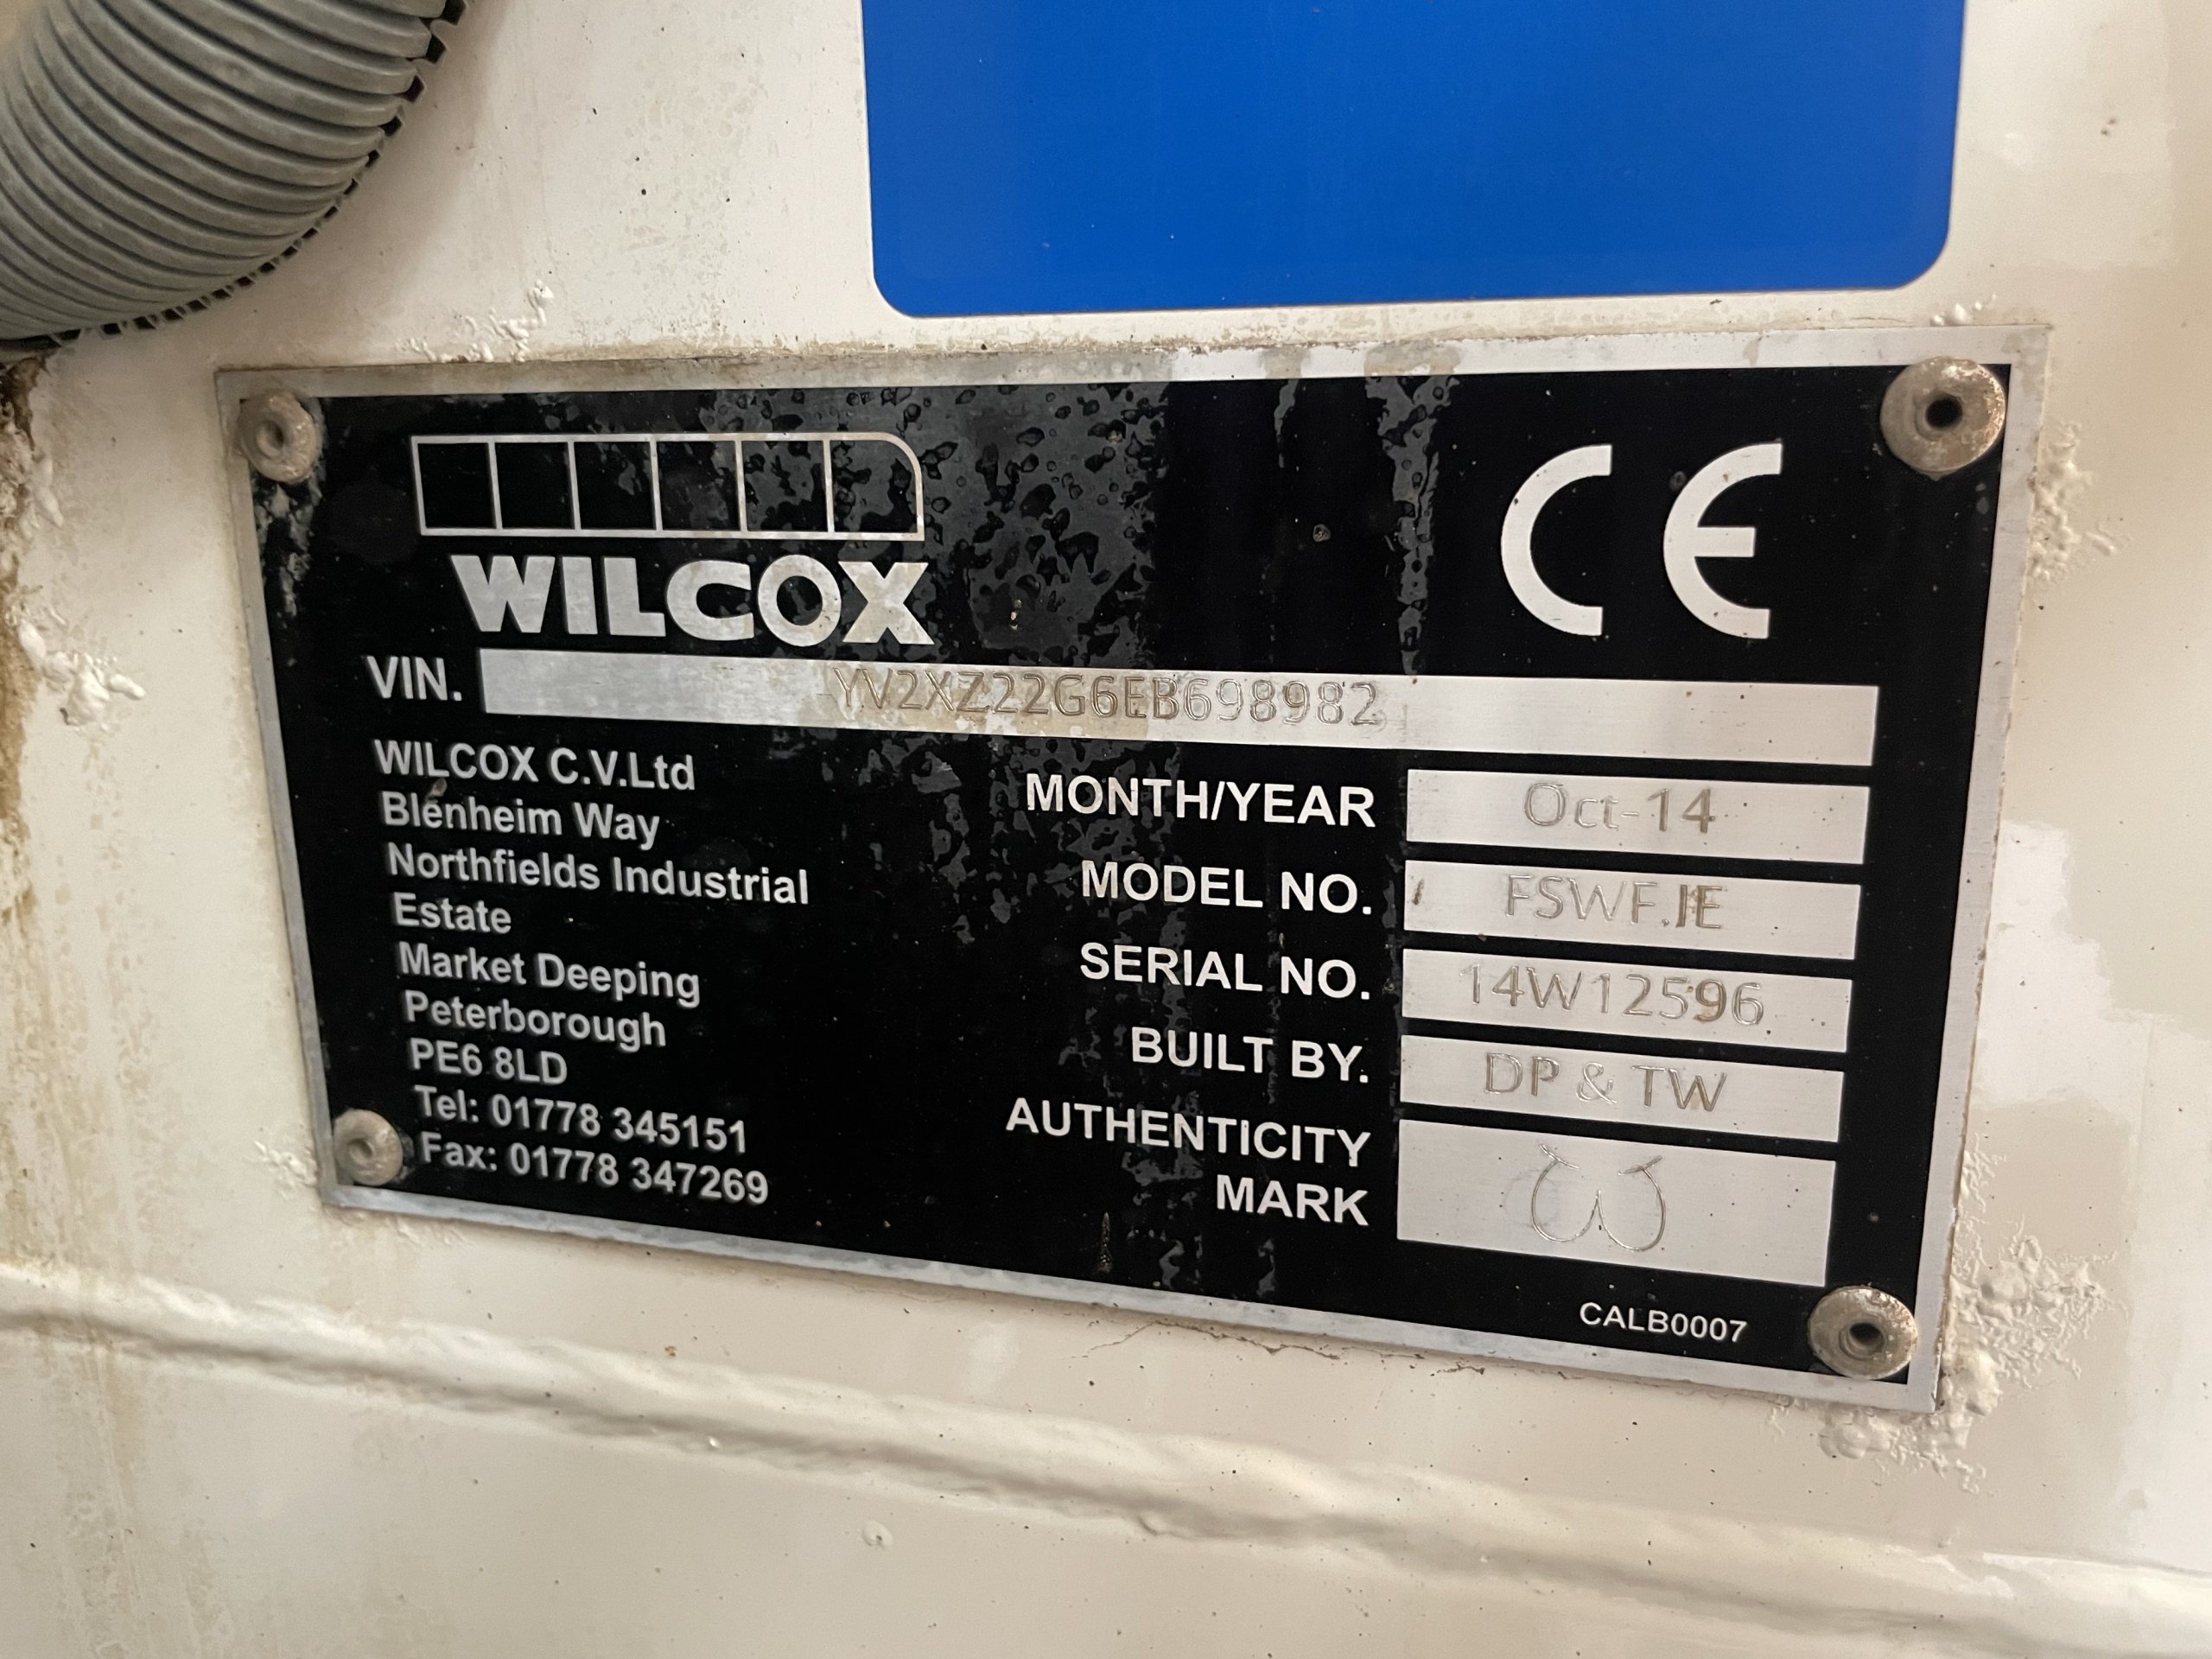 WILCOX
CE
VIN. YV2XZ22G6EB698982
WILCOX C.V.Ltd
Blenheim Way
Northfields Industrial
Estate
Market Deeping
Peterborough
PE6 8LD
Tel: 01778 345151
Fax: 01778 347269
MONTH/YEAR Oct-14
MODEL NO. FSWF.IE
SERIAL NO. 14W12596
BUILT BY. DP & TW
AUTHENTICITY
MARK
CALB0007